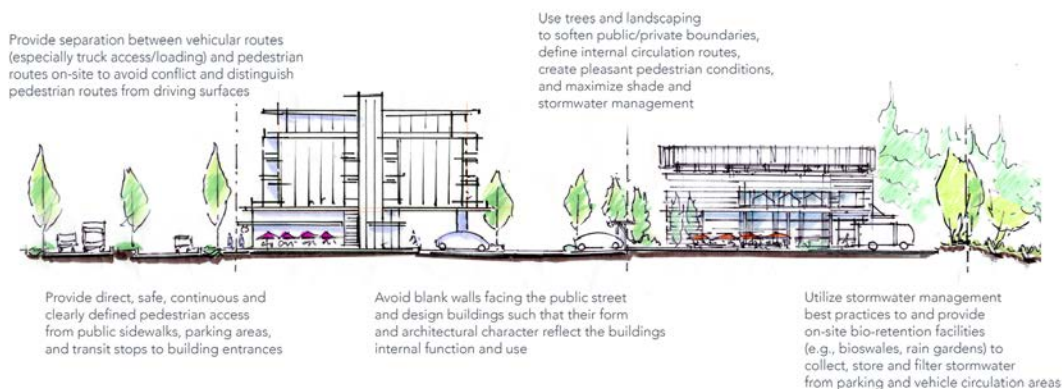 Provide separation between vehicular routes
(especially truck access/loading) and pedestrian
routes on-site to avoid conflict and distinguish
pedestrian routes from driving surfaces
Use trees and landscaping
to soften public/private boundaries,
define internal circulation routes,
create pleasant pedestrian conditions,
and maximize shade and
stormwater management
Provide direct, safe, continuous and
clearly defined pedestrian access
from public sidewalks, parking areas,
and transit stops to building entrances
Avoid blank walls facing the public street
and design buildings such that their form
and architectural character reflect the buildings
internal function and use
Utilize stormwater management
best practices to and provide
on-site bio-retention facilities
(e.g., bioswales, rain gardens) to
collect, store and filter stormwater
from parking and vehicle circulation areas